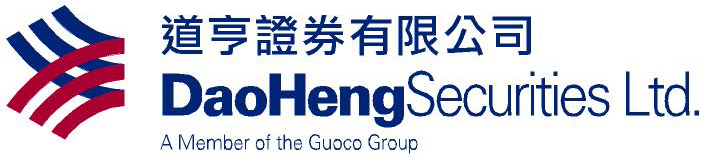 道亨證券有限公司
DaoHengSecurities Ltd.
A Member of the Guoco Group